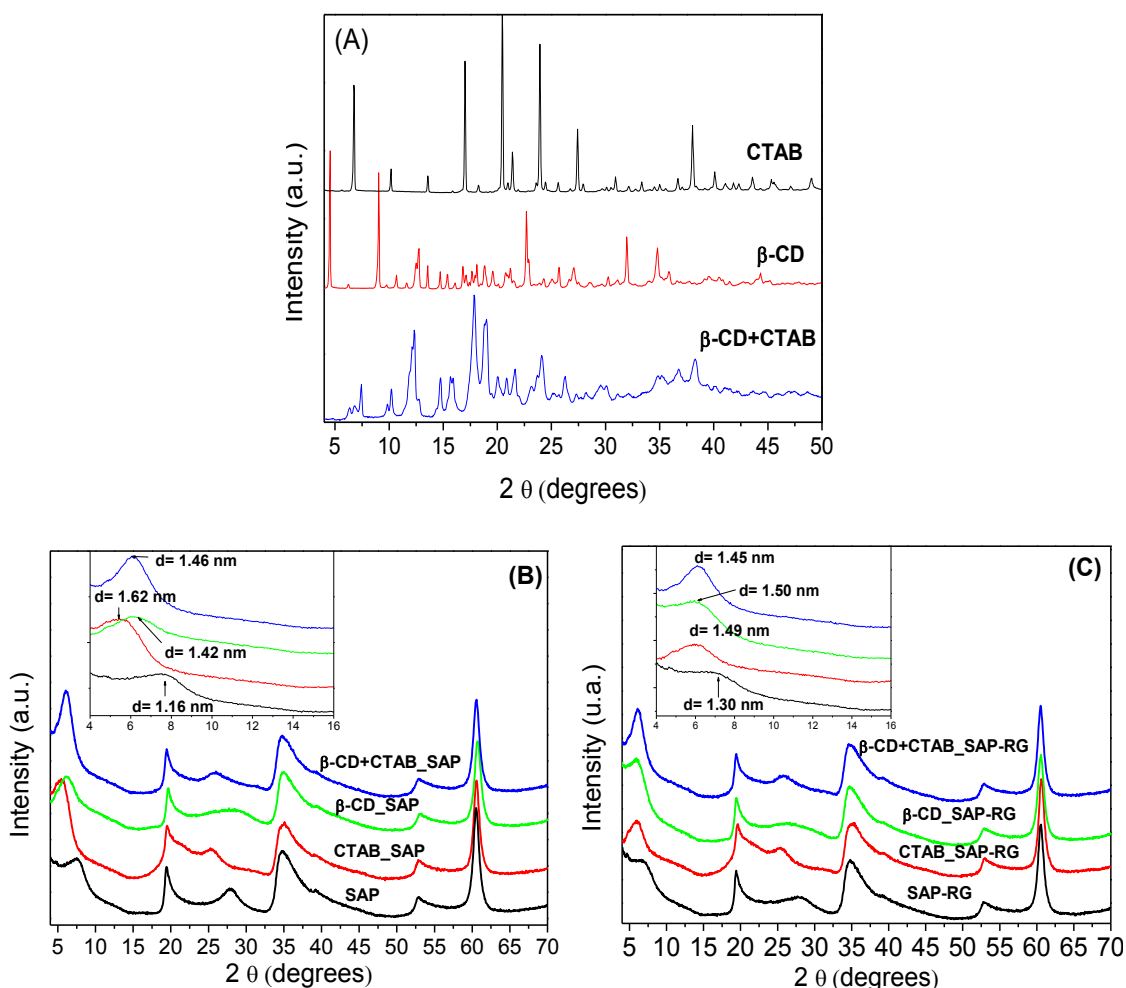 (A)
CTAB
β-CD
β-CD+CTAB
Intensity (a.u.)
5 10 15 20 25 30 35 40 45 50
2 θ (degrees)
(B)
d= 1.46 nm
d= 1.62 nm
d= 1.42 nm
d= 1.16 nm
4 6 8 10 12 14 16
β-CD+CTAB_SAP
β-CD_SAP
CTAB_SAP
SAP
Intensity (a.u.)
5 10 15 20 25 30 35 40 45 50 55 60 65 70
2 θ (degrees)
(C)
d= 1.45 nm
d= 1.50 nm
d= 1.49 nm
d= 1.30 nm
4 6 8 10 12 14 16
β-CD+CTAB_SAP-RG
β-CD_SAP-RG
CTAB_SAP-RG
SAP-RG
Intensity (u.a.)
5 10 15 20 25 30 35 40 45 50 55 60 65 70
2 θ (degrees)